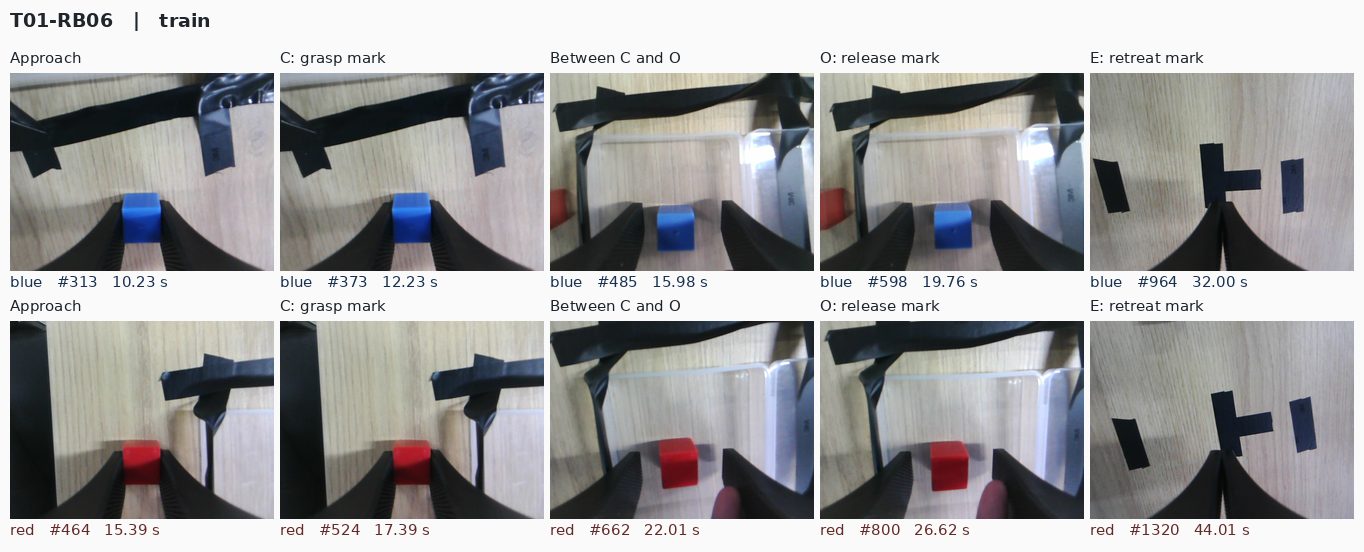 T01-RB06 | train
Approach
C: grasp mark
Between C and O
O: release mark
E: retreat mark
blue #313 10.23 s
blue #373 12.23 s
blue #485 15.98 s
blue #598 19.76 s
blue #964 32.00 s
Approach
C: grasp mark
Between C and O
O: release mark
E: retreat mark
red #464 15.39 s
red #524 17.39 s
red #662 22.01 s
red #800 26.62 s
red #1320 44.01 s